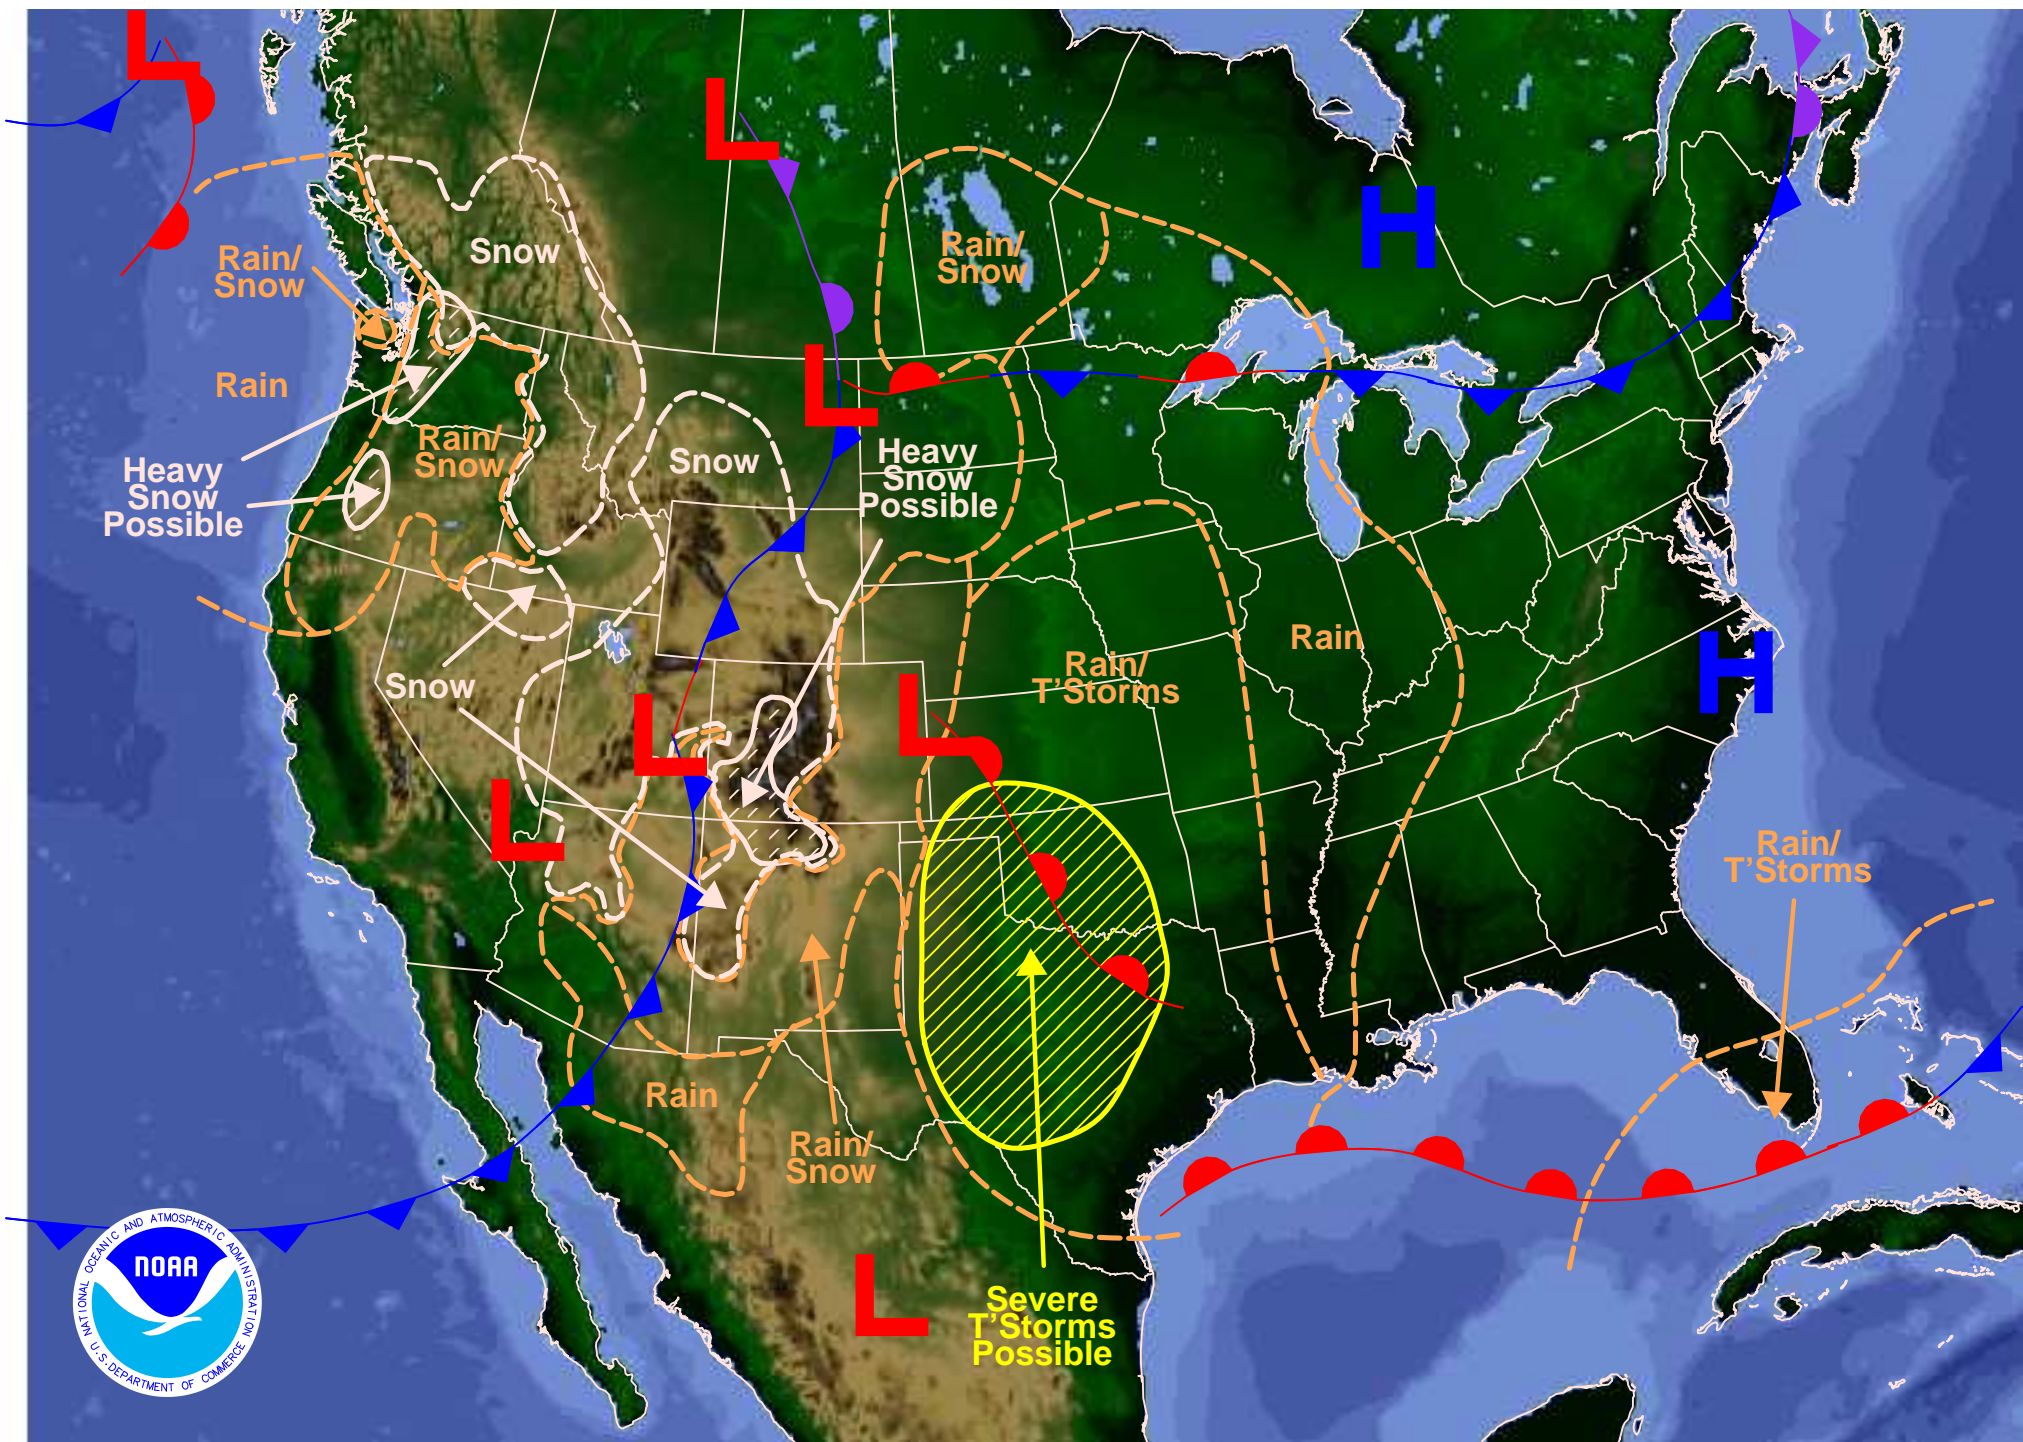 L
L
H
Snow
Rain/
Snow
Rain/
Snow
Rain
L
Rain/
Snow
Snow
Heavy
Snow
Possible
Heavy
Snow
Possible
Rain
H
Rain/
T'Storms
Snow
L
L
L
Rain/
T'Storms
Rain
Rain/
Snow
L
Severe
T'Storms
Possible
NATIONAL OCEANIC AND ATMOSPHERIC ADMINISTRATION
NOAA
U.S. DEPARTMENT OF COMMERCE